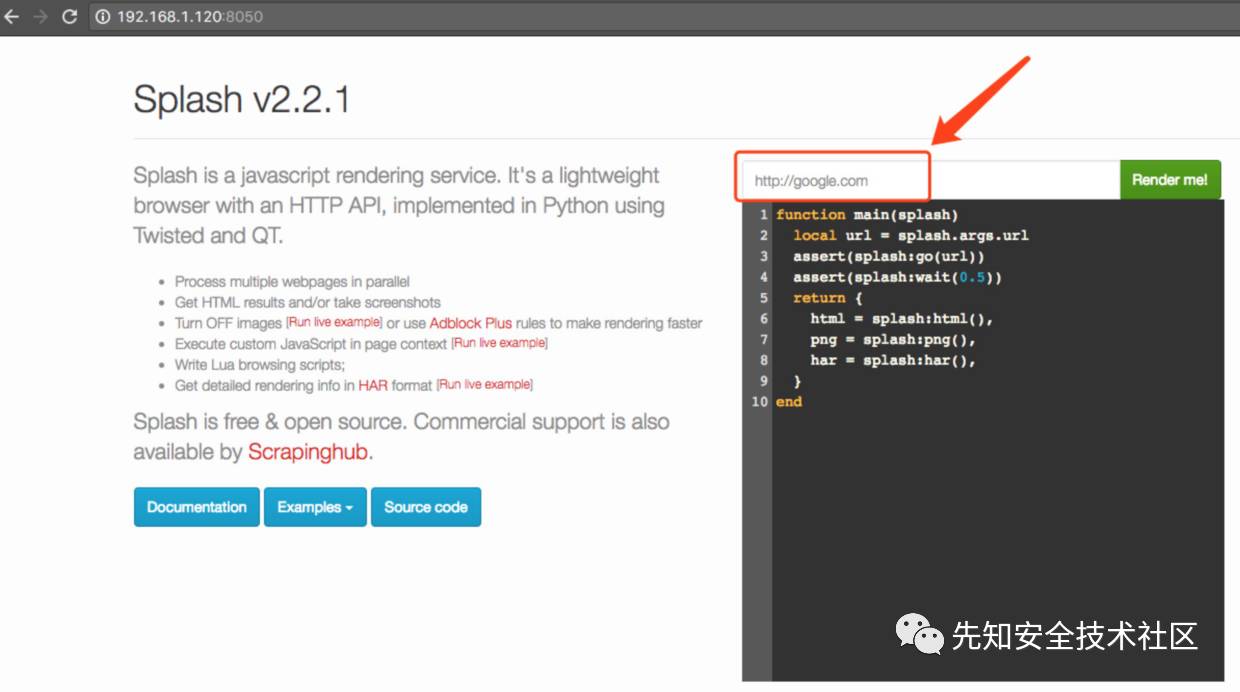 192.168.1.120:8050
Splash v2.2.1
Splash is a javascript rendering service. It's a lightweight
browser with an HTTP API, implemented in Python using
Twisted and QT.
Process multiple webpages in parallel
Get HTML results and/or take screenshots
Turn OFF images [Run live example] or use Adblock Plus rules to make rendering faster
Execute custom JavaScript in page context [Run live example]
Write Lua browsing scripts;
Get detailed rendering info in HAR format [Run live example]
Splash is free & open source. Commercial support is also
available by Scrapinghub.
Documentation Examples Source code
http://google.com Render me!
1 function main(splash)
2 local url = splash.args.url
3 assert(splash:go(url))
4 assert(splash:wait(0.5))
5 return {
6 html = splash:html(),
7 png = splash:png(),
8 har = splash:har(),
9 }
10 end
先知安全技术社区